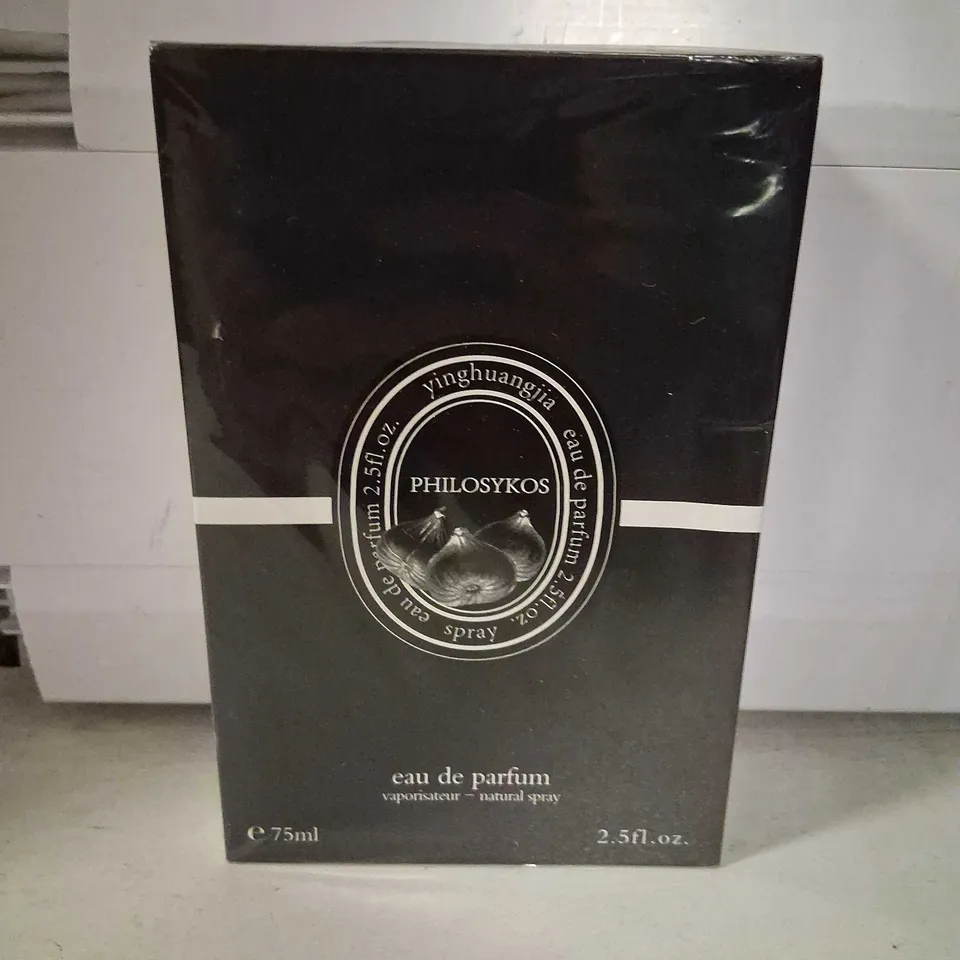 yinghuangjia
eau de parfum 2.5fl.oz.
PHILOSYKOS
eau de parfum 2.5fl.oz.
spray
eau de parfum
vaporisateur – natural spray
e 75ml
2.5fl.oz.